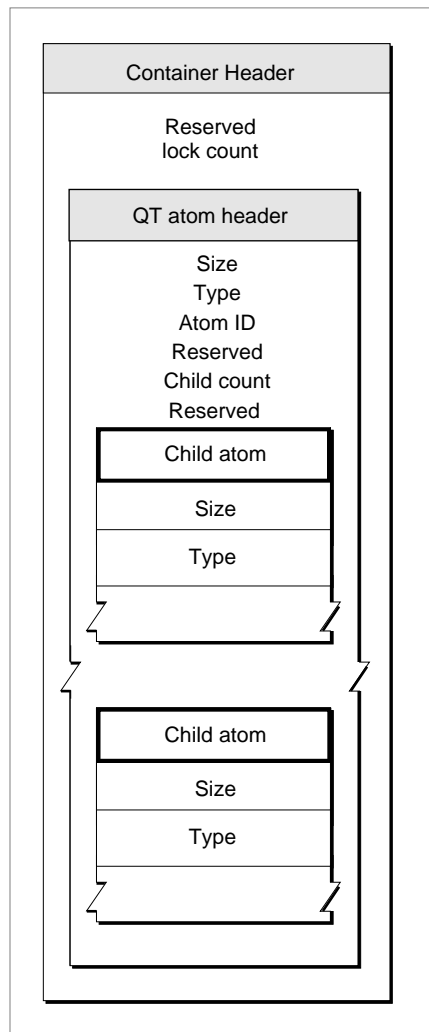 Container Header
Reserved
lock count
QT atom header
Size
Type
Atom ID
Reserved
Child count
Reserved
Child atom
Size
Type
Child atom
Size
Type